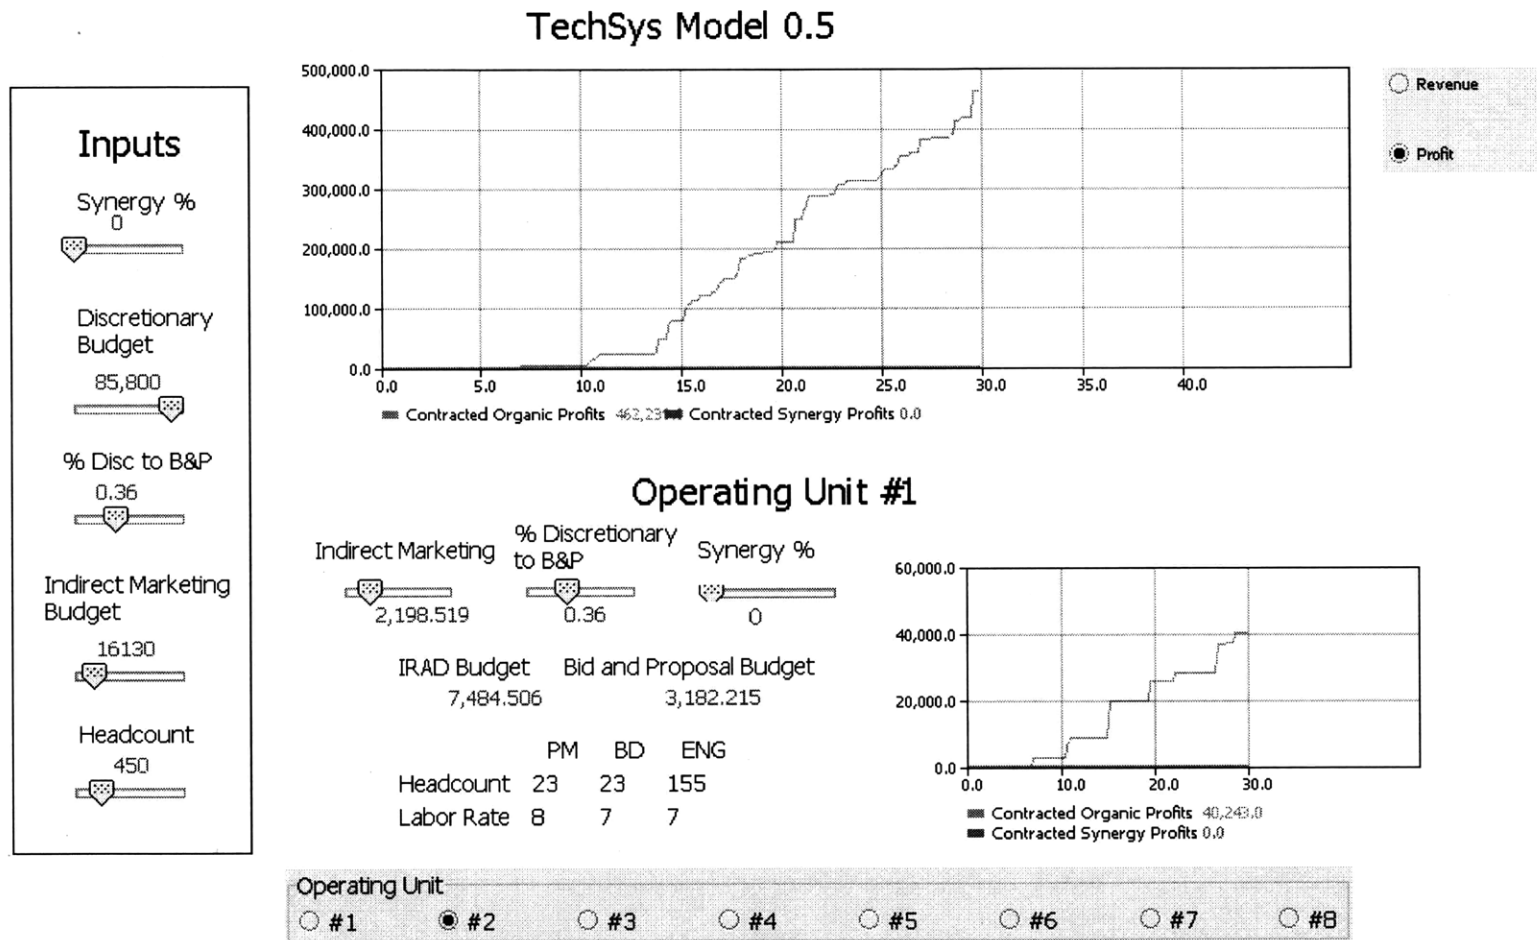 TechSys Model 0.5
Inputs
Synergy %
0
Discretionary
Budget
85,800
% Disc to B&P
0.36
Indirect Marketing
Budget
16130
Headcount
450
500,000.0
400,000.0
300,000.0
200,000.0
100,000.0
0.0
0.0 5.0 10.0 15.0 20.0 25.0 30.0 35.0 40.0
Contracted Organic Profits 462,23 Contracted Synergy Profits 0.0
Revenue
Profit
Operating Unit #1
Indirect Marketing
2,198.519
% Discretionary
to B&P
0.36
Synergy %
0
IRAD Budget Bid and Proposal Budget
7,484.506 3,182.215
PM BD ENG
Headcount 23 23 155
Labor Rate 8 7 7
60,000.0
40,000.0
20,000.0
0.0
0.0 10.0 20.0 30.0
Contracted Organic Profits 40,243.0
Contracted Synergy Profits 0.0
Operating Unit
#1 #2 #3 #4 #5 #6 #7 #8